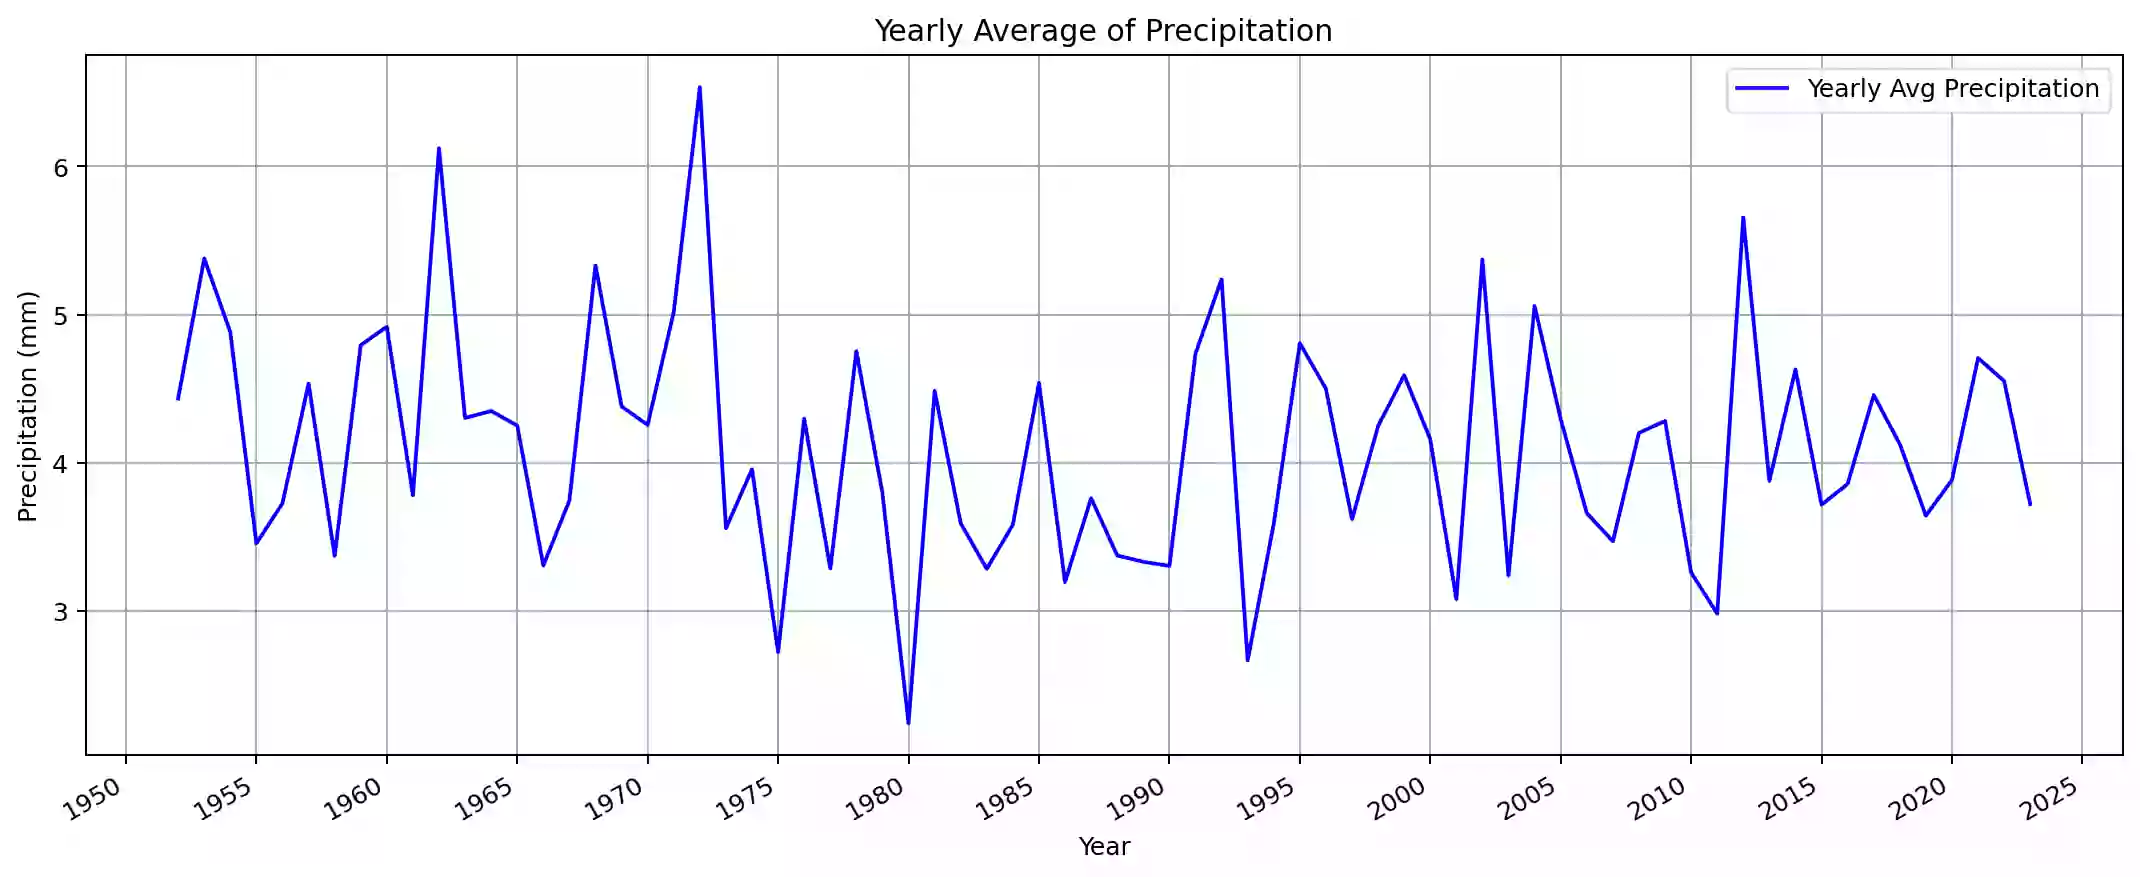 Yearly Average of Precipitation
Yearly Avg Precipitation
Precipitation (mm)
6
5
4
3
1950 1955 1960 1965 1970 1975 1980 1985 1990 1995 2000 2005 2010 2015 2020 2025
Year